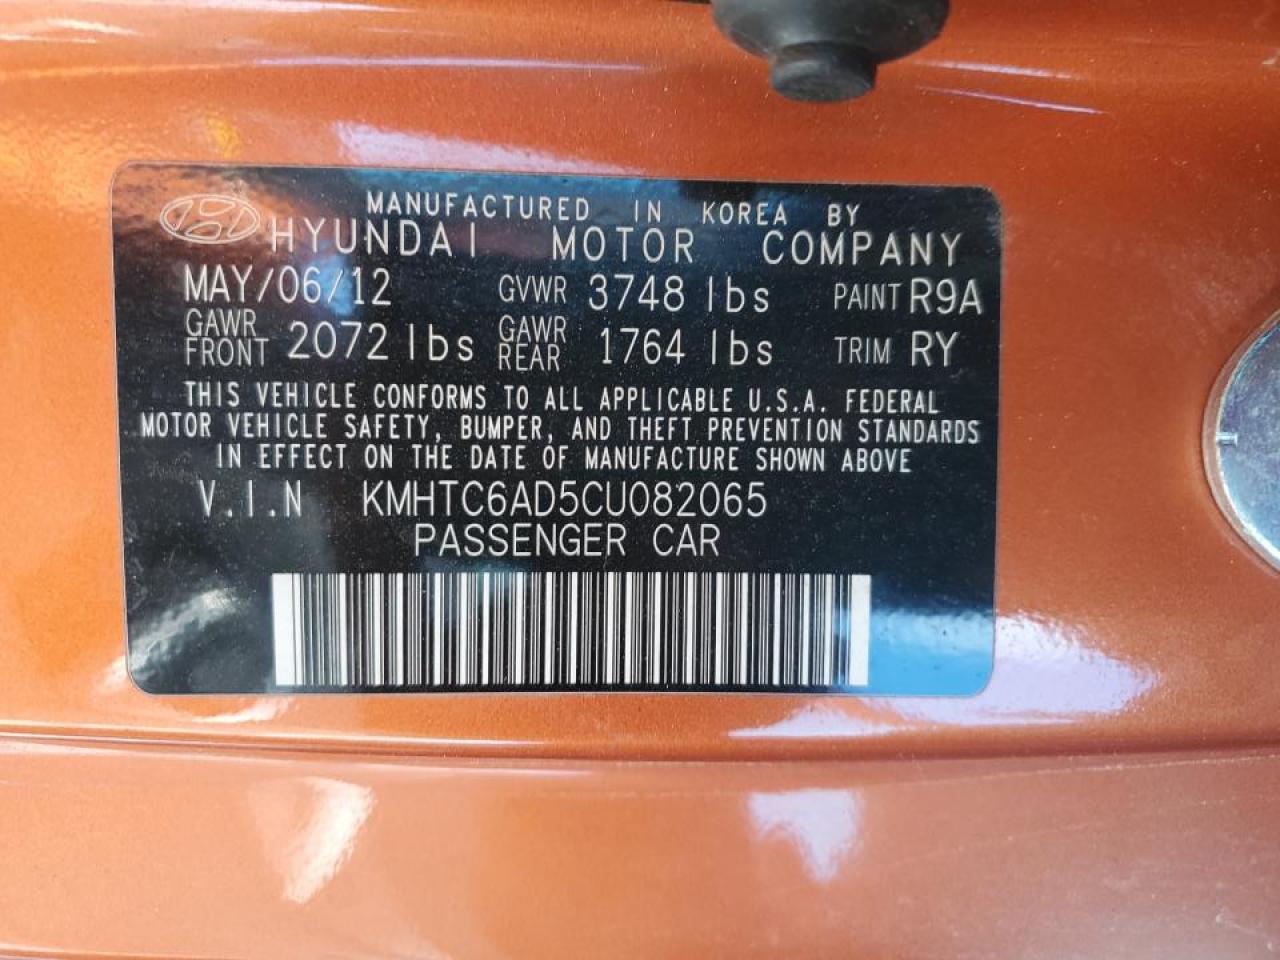 MANUFACTURED IN KOREA BY
HYUNDAI MOTOR COMPANY
MAY/06/12 GVWR 3748 lbs PAINT R9A
GAWR FRONT 2072 lbs GAWR REAR 1764 lbs TRIM RY
THIS VEHICLE CONFORMS TO ALL APPLICABLE U.S.A. FEDERAL
MOTOR VEHICLE SAFETY, BUMPER, AND THEFT PREVENTION STANDARDS
IN EFFECT ON THE DATE OF MANUFACTURE SHOWN ABOVE
V.I.N KMHTC6AD5CU082065
PASSENGER CAR